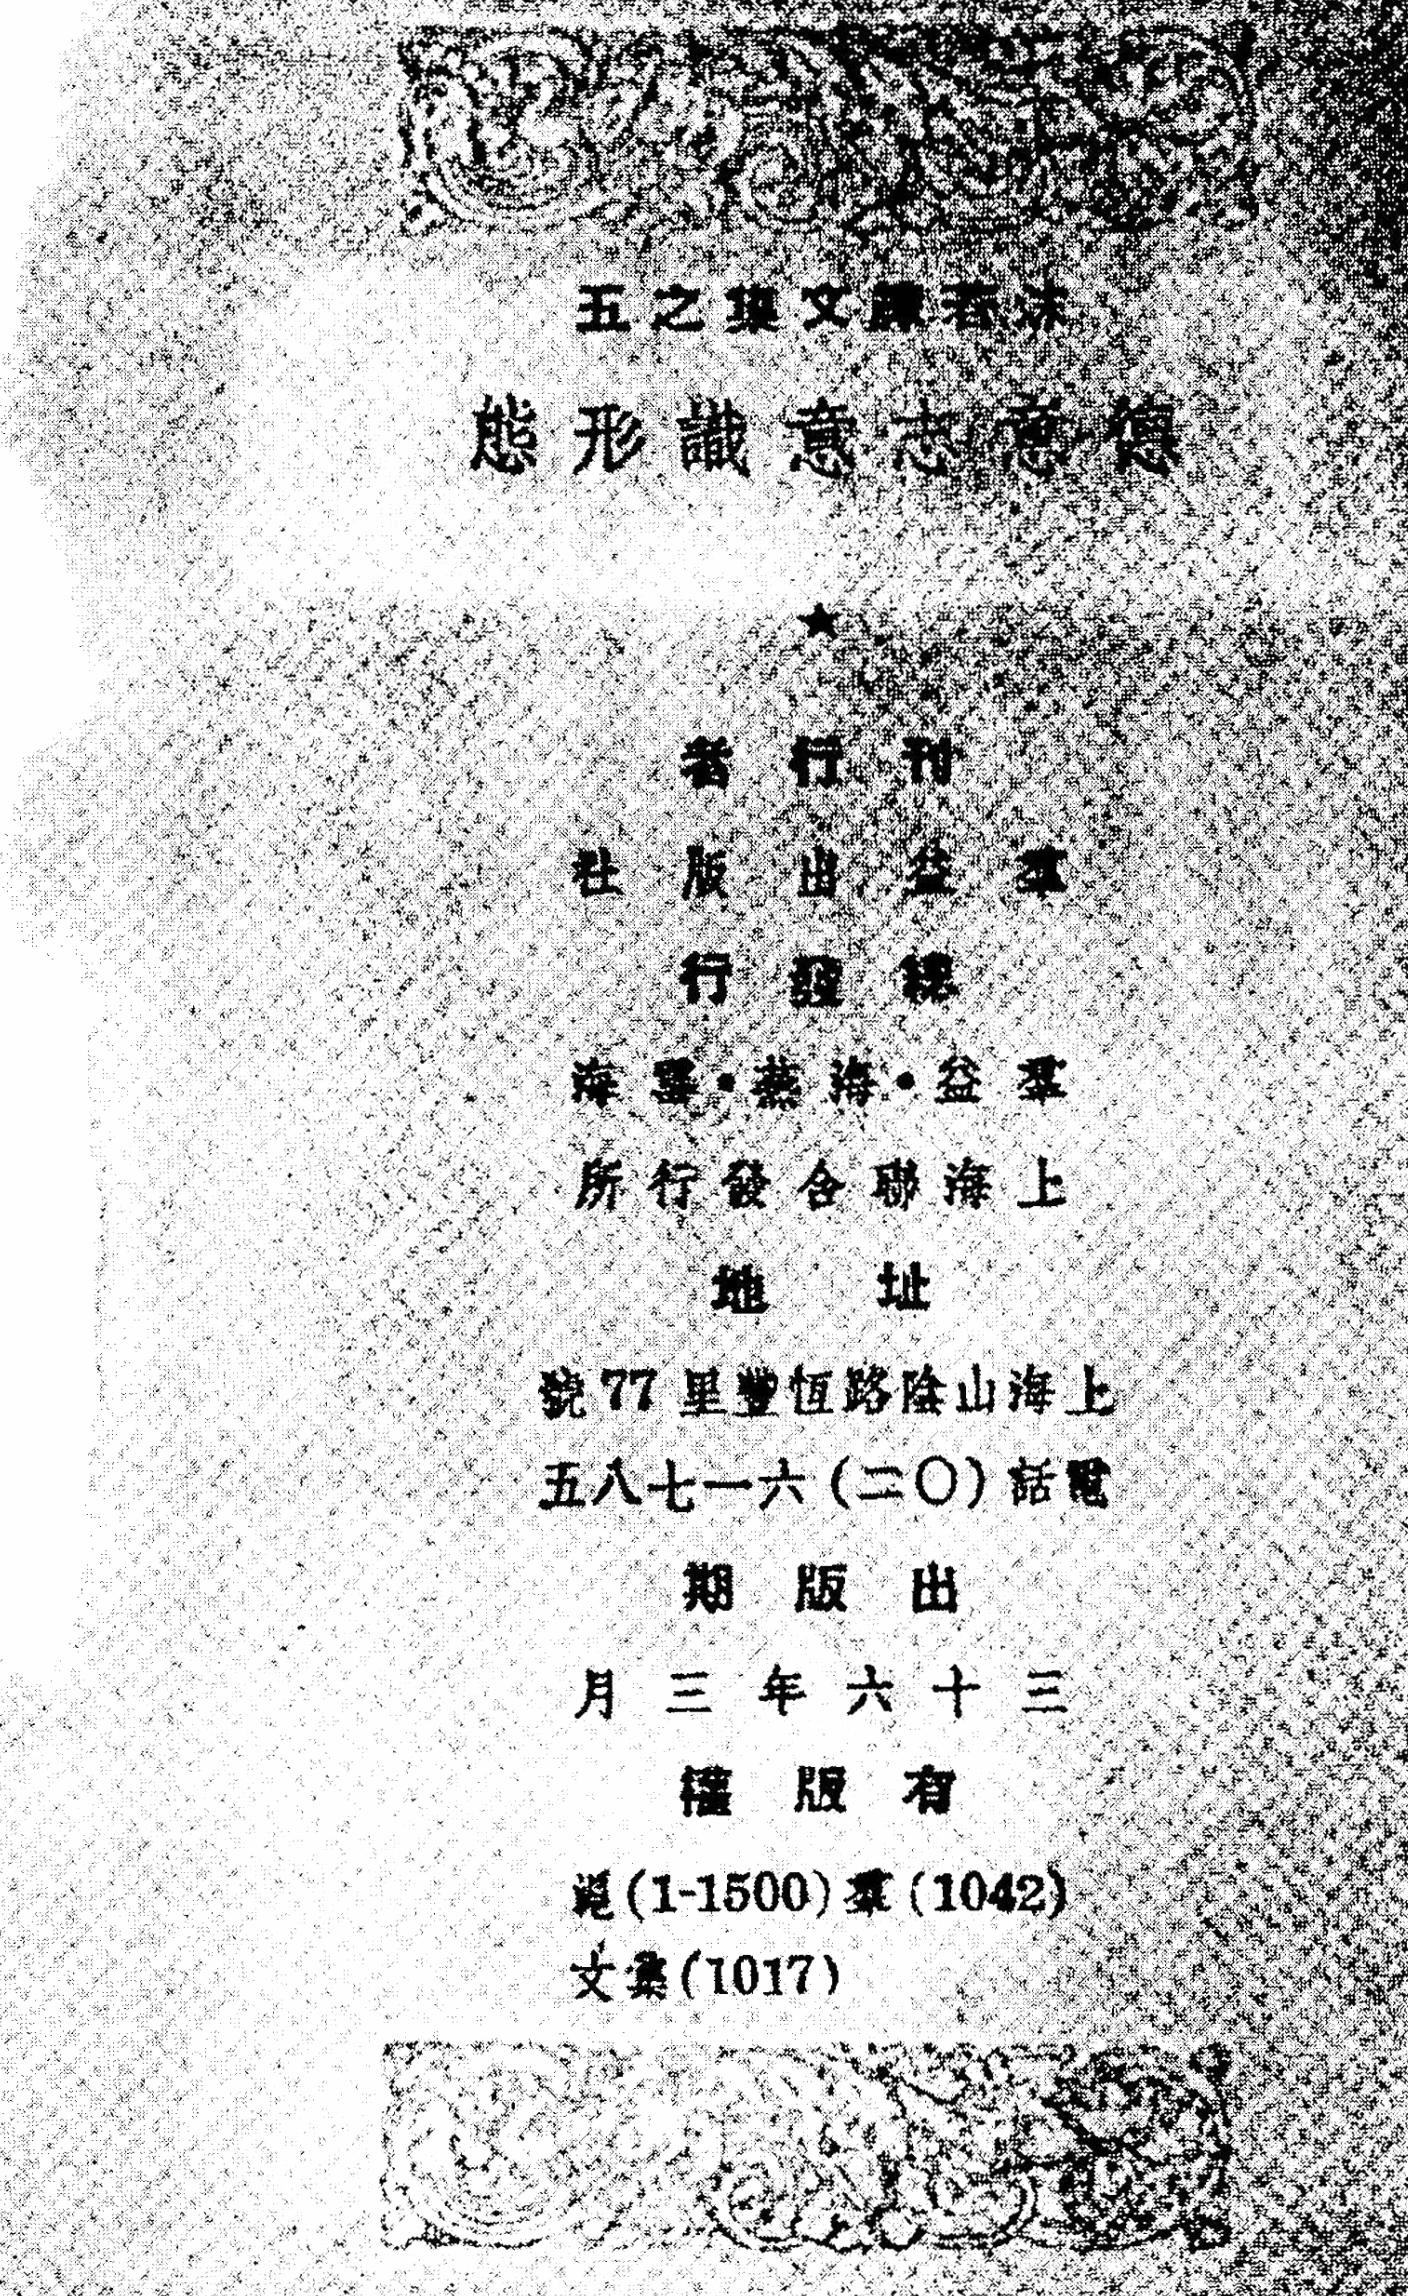 沫若譯文集之五
德意志意識形態
★
刊行者
羣益出版社
總發行
羣益·海燕·雲海
上海聯合發行所
地址
上海山陰路恆豐里77號
電話(〇二)六一七八五
出版期
三十六年三月
有版權
(1-1500)羣(1042)
文集(1017)